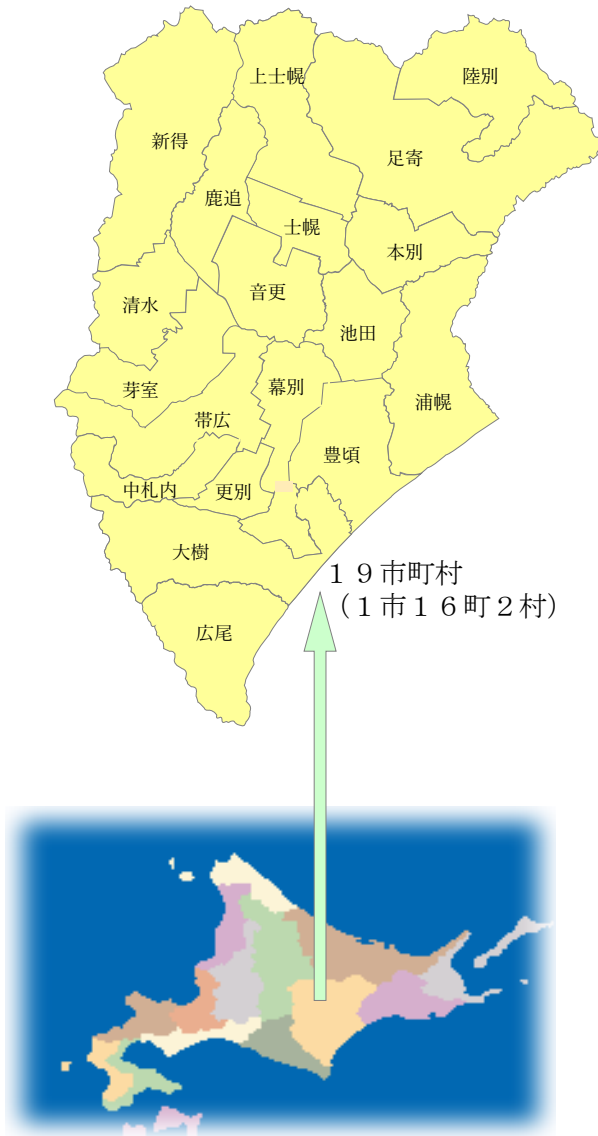 上士幌
陸別
新得
足寄
鹿追
士幌
本別
音更
清水
池田
芽室
幕別
浦幌
帯広
豊頃
中札内
更別
大樹
１９市町村
（１市１６町２村）
広尾